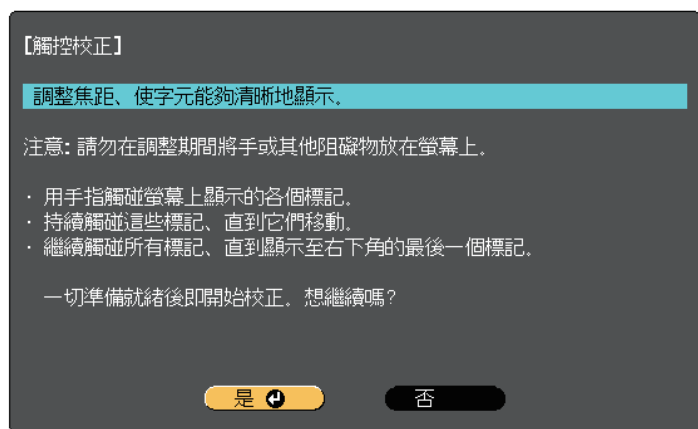 [觸控校正]
調整焦距、使字元能夠清晰地顯示.
注意: 請勿在調整期間將手或其他阻礙物放在螢幕上.
· 用手指觸碰螢幕上顯示的各個標記.
· 持續觸碰這些標記、直到它們移動.
· 繼續觸碰所有標記、直到顯示至右下角的最後一個標記.
一切準備就緒後即開始校正. 想繼續嗎?
是
否